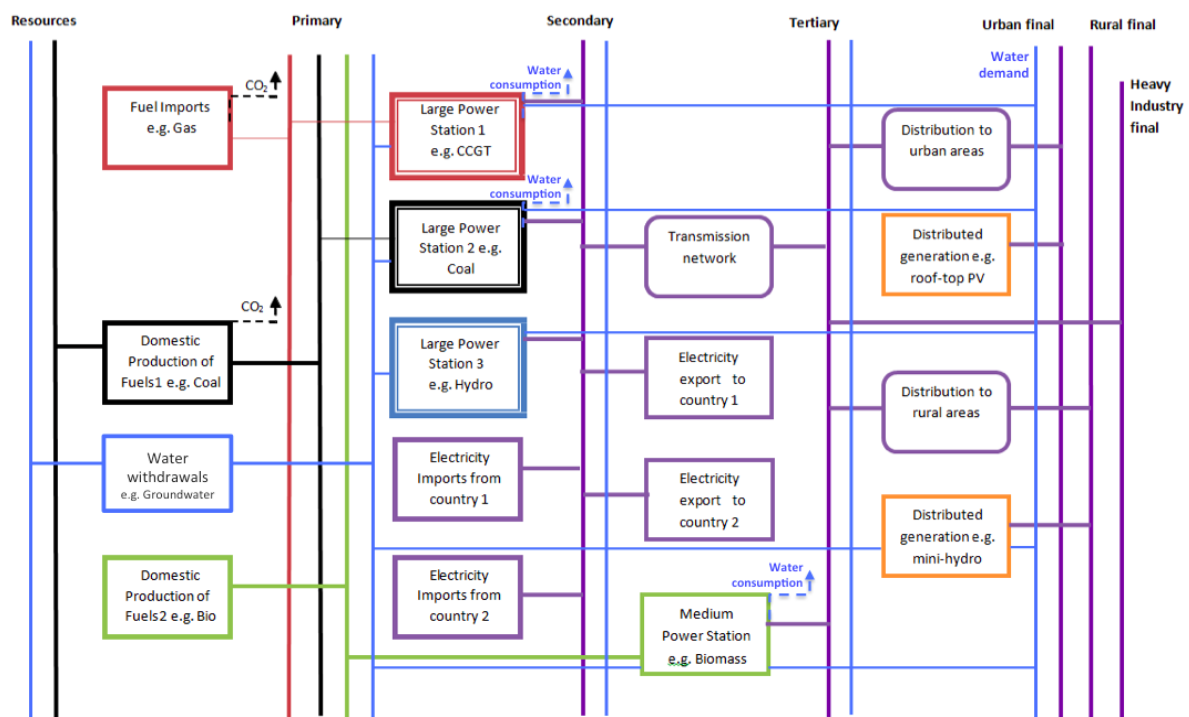 Resources
Primary
Secondary
Tertiary
Urban final
Rural final
Water
demand
Heavy
Industry
final
CO₂
Fuel Imports
e.g. Gas
Water
consumption
Large Power
Station 1
e.g. CCGT
Distribution to
urban areas
Water
consumption
Large Power
Station 2 e.g.
Coal
Transmission
network
Distributed
generation e.g.
roof-top PV
CO₂
Domestic
Production of
Fuels1 e.g. Coal
Large Power
Station 3
e.g. Hydro
Electricity
export to
country 1
Distribution to
rural areas
Water
withdrawals
e.g. Groundwater
Electricity
Imports from
country 1
Electricity
export to
country 2
Distributed
generation e.g.
mini-hydro
Domestic
Production of
Fuels2 e.g. Bio
Electricity
Imports from
country 2
Water
consumption
Medium
Power Station
e.g. Biomass